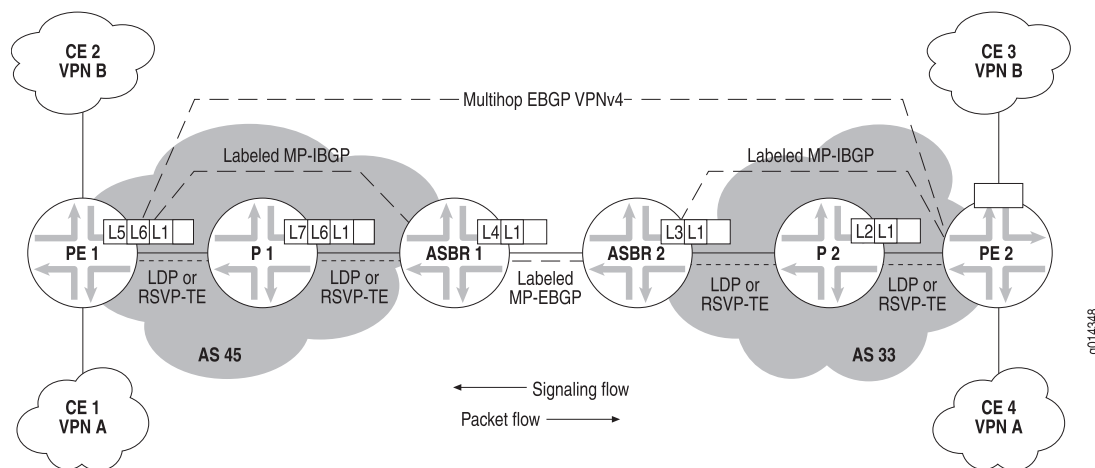 CE 2
VPN B
CE 3
VPN B
Multihop EBGP VPNv4
Labeled MP-IBGP
Labeled MP-IBGP
L5 L6 L1
L7 L6 L1
L4 L1
L3 L1
L2 L1
PE 1
P 1
ASBR 1
ASBR 2
P 2
PE 2
LDP or
RSVP-TE
LDP or
RSVP-TE
Labeled
MP-EBGP
LDP or
RSVP-TE
LDP or
RSVP-TE
AS 45
AS 33
Signaling flow
Packet flow
CE 1
VPN A
CE 4
VPN A
g014348